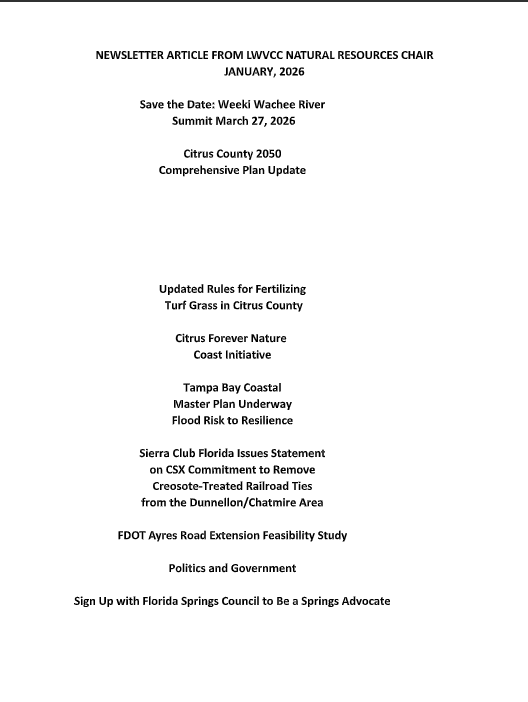 NEWSLETTER ARTICLE FROM LWVCC NATURAL RESOURCES CHAIR
JANUARY, 2026
Save the Date: Weeki Wachee River
Summit March 27, 2026
Citrus County 2050
Comprehensive Plan Update
Updated Rules for Fertilizing
Turf Grass in Citrus County
Citrus Forever Nature
Coast Initiative
Tampa Bay Coastal
Master Plan Underway
Flood Risk to Resilience
Sierra Club Florida Issues Statement
on CSX Commitment to Remove
Creosote-Treated Railroad Ties
from the Dunnellon/Chatmire Area
FDOT Ayres Road Extension Feasibility Study
Politics and Government
Sign Up with Florida Springs Council to Be a Springs Advocate